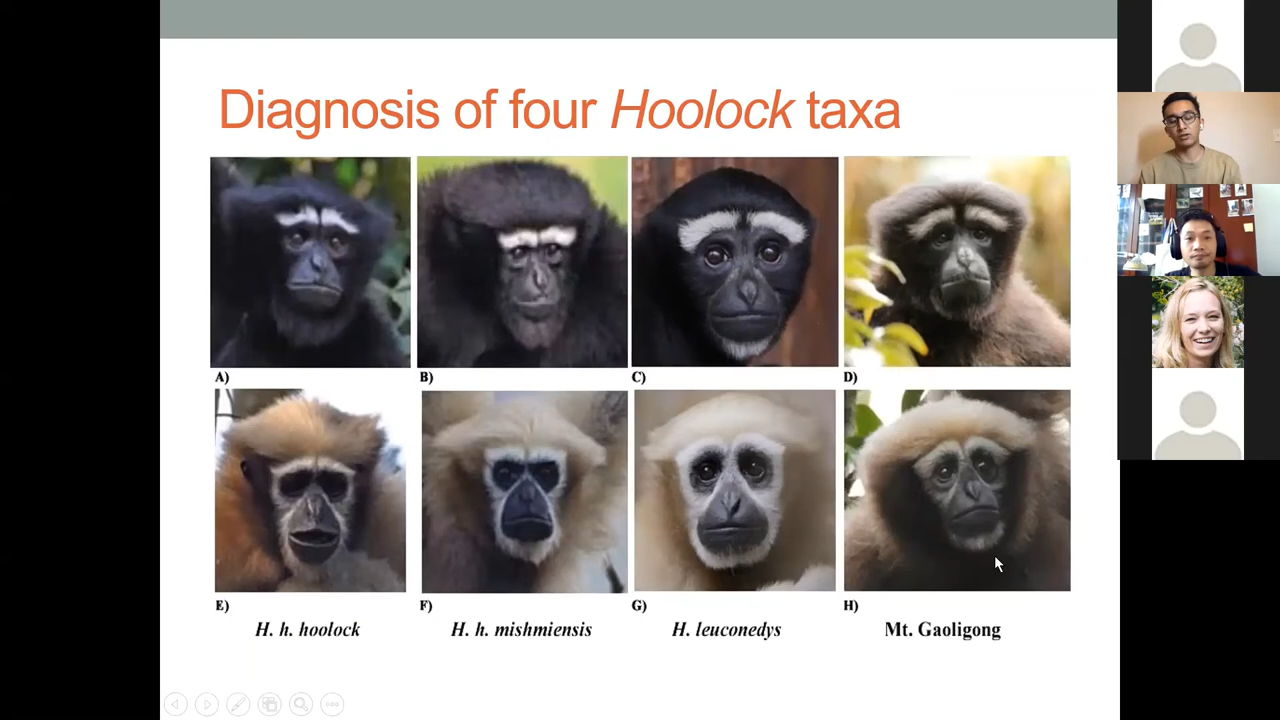 Diagnosis of four Hoolock taxa
A) B) C) D)
E) F) G) H)
H. h. hoolock H. h. mishmiensis H. leuconedys Mt. Gaoligong